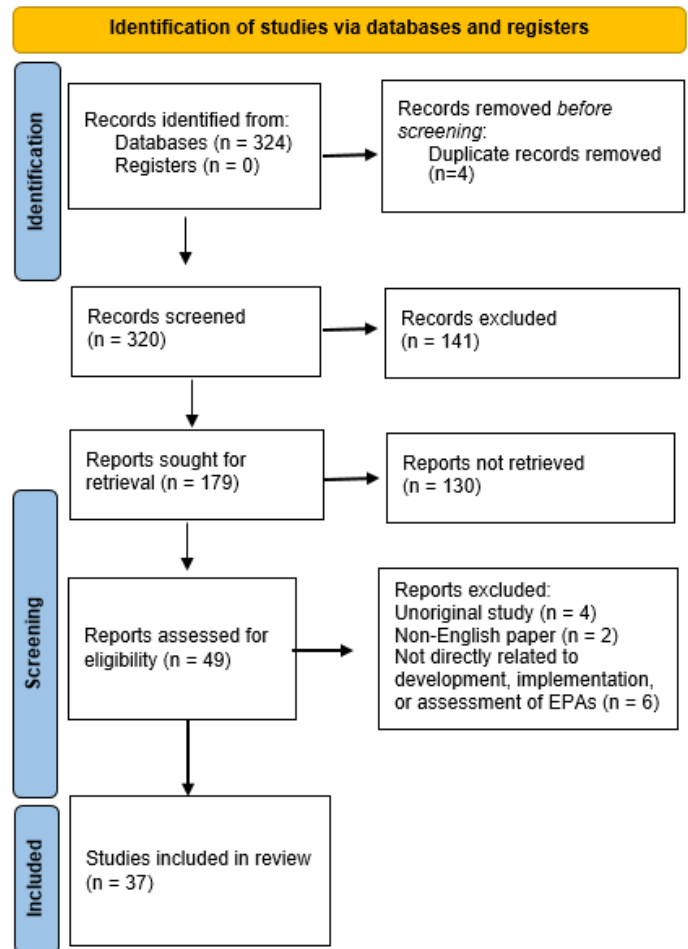 Identification of studies via databases and registers
Identification
Records identified from:
Databases (n = 324)
Registers (n = 0)
Records removed before
screening:
Duplicate records removed
(n=4)
Records screened
(n = 320)
Records excluded
(n = 141)
Reports sought for
retrieval (n = 179)
Reports not retrieved
(n = 130)
Screening
Reports assessed for
eligibility (n = 49)
Reports excluded:
Unoriginal study (n = 4)
Non-English paper (n = 2)
Not directly related to
development, implementation,
or assessment of EPAs (n = 6)
Included
Studies included in review
(n = 37)